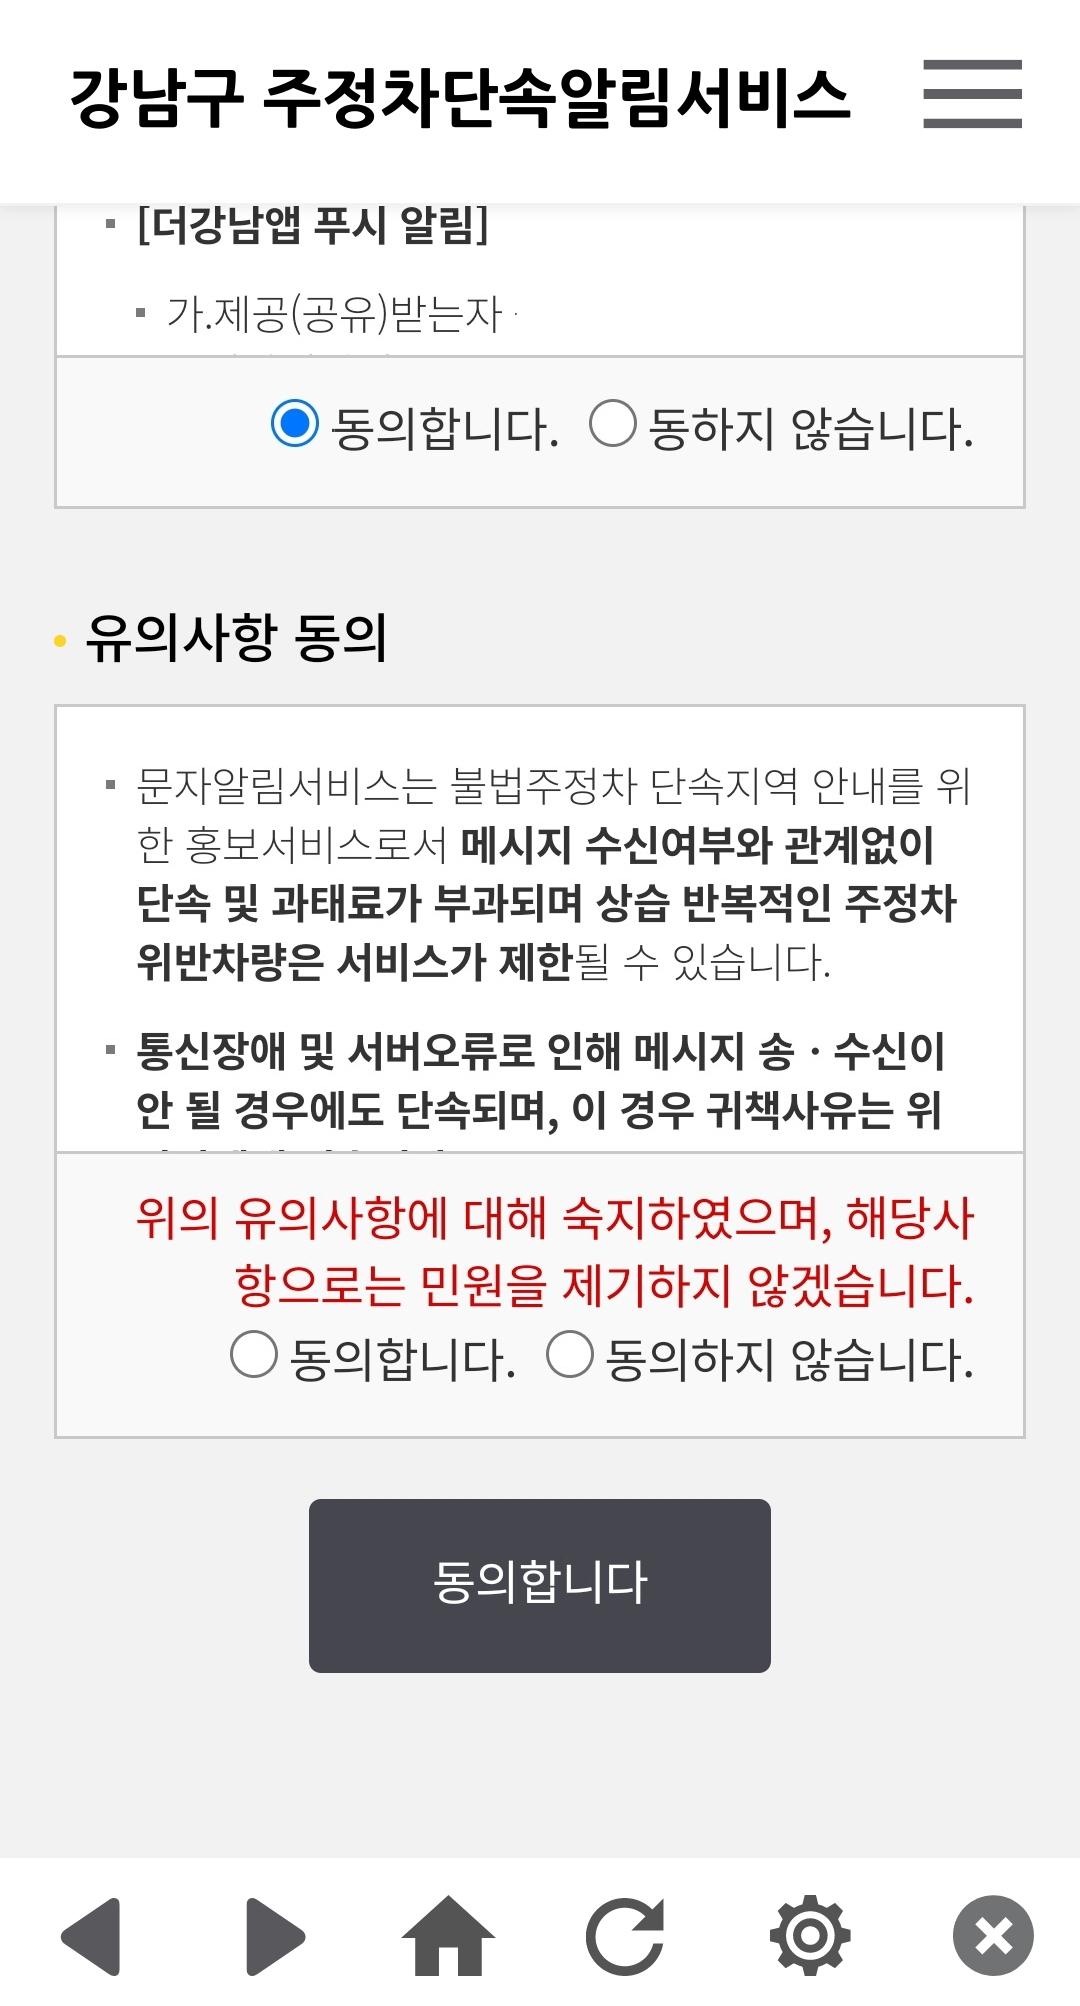 강남구 주정차단속알림서비스
[더강남앱 푸시 알림]
가.제공(공유)받는자 ·
동의합니다. 동하지 않습니다.
유의사항 동의
문자알림서비스는 불법주정차 단속지역 안내를 위
한 홍보서비스로서 메시지 수신여부와 관계없이
단속 및 과태료가 부과되며 상습 반복적인 주정차
위반차량은 서비스가 제한될 수 있습니다.
통신장애 및 서버오류로 인해 메시지 송 · 수신이
안 될 경우에도 단속되며, 이 경우 귀책사유는 위
위의 유의사항에 대해 숙지하였으며, 해당사
항으로는 민원을 제기하지 않겠습니다.
동의합니다. 동의하지 않습니다.
동의합니다